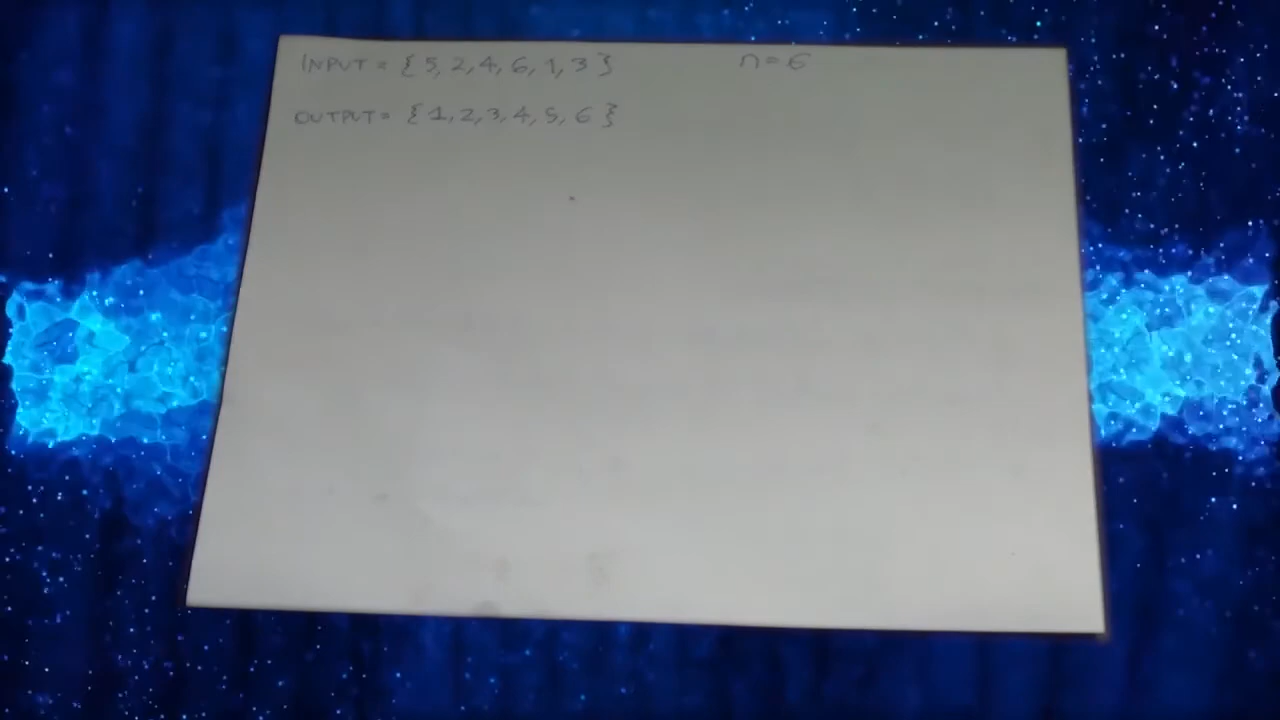 INPUT = { 5, 2, 4, 6, 1, 3 } n = 6
OUTPUT = { 1, 2, 3, 4, 5, 6 }